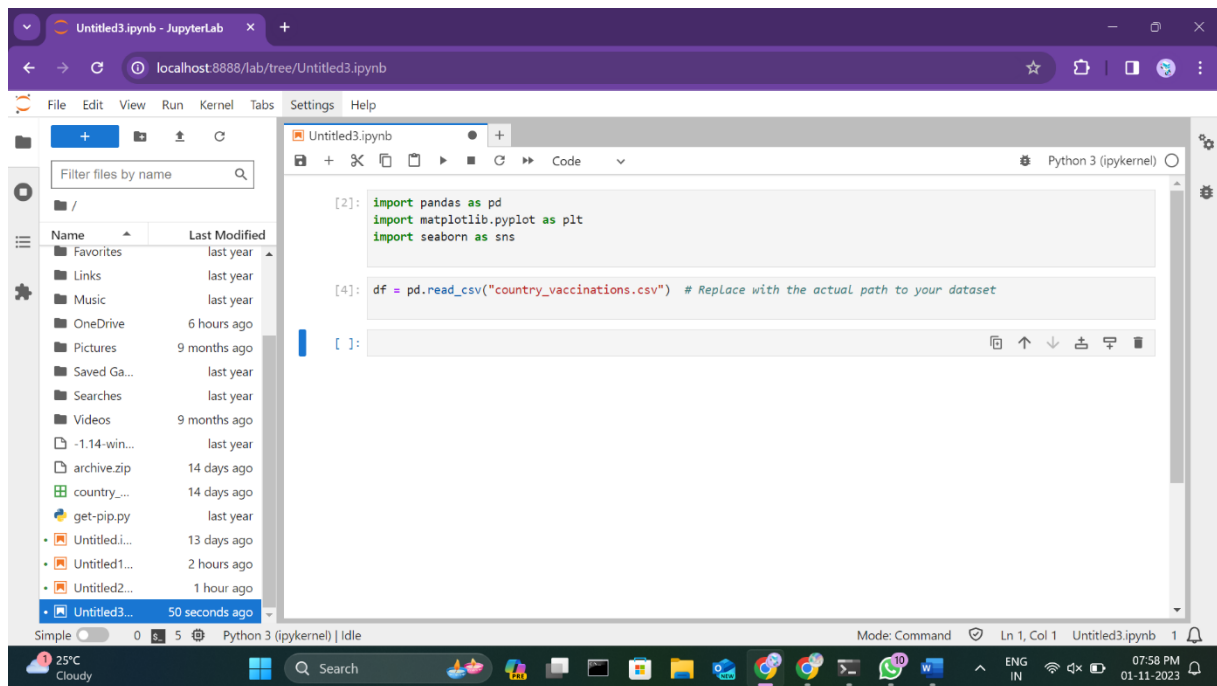 Untitled3.ipynb - JupyterLab
localhost:8888/lab/tree/Untitled3.ipynb
File Edit View Run Kernel Tabs Settings Help
Filter files by name
/
Name Last Modified
Favorites last year
Links last year
Music last year
OneDrive 6 hours ago
Pictures 9 months ago
Saved Ga... last year
Searches last year
Videos 9 months ago
-1.14-win... last year
archive.zip 14 days ago
country_... 14 days ago
get-pip.py last year
Untitled.i... 13 days ago
Untitled1... 2 hours ago
Untitled2... 1 hour ago
Untitled3... 50 seconds ago
Untitled3.ipynb
Code
Python 3 (ipykernel)
[2]: import pandas as pd
import matplotlib.pyplot as plt
import seaborn as sns
[4]: df = pd.read_csv("country_vaccinations.csv") # Replace with the actual path to your dataset
[ ]:
Simple 0 5 Python 3 (ipykernel) | Idle Mode: Command Ln 1, Col 1 Untitled3.ipynb 1
1 25°C
Cloudy
Search
PRE
NEW
10
ENG
IN
07:58 PM
01-11-2023